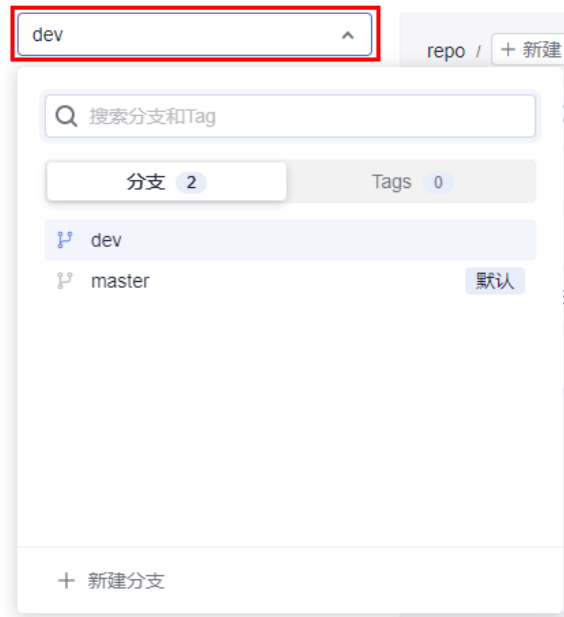 dev
repo / + 新建
搜索分支和Tag
分支 2 Tags 0
dev
master 默认
+ 新建分支